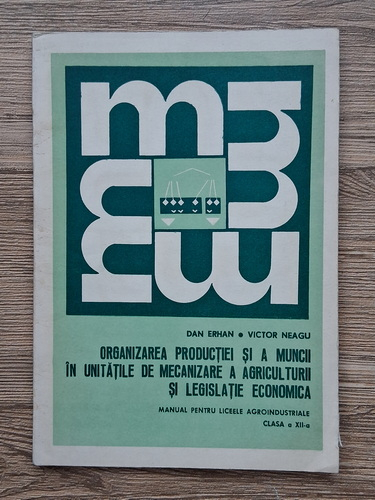 m
m
m
m
DAN ERHAN • VICTOR NEAGU
ORGANIZAREA PRODUCȚIEI ȘI A MUNCII
ÎN UNITĂȚILE DE MECANIZARE A AGRICULTURII
ȘI LEGISLAȚIE ECONOMICA
MANUAL PENTRU LICEELE AGROINDUSTRIALE
CLASA a XII-a